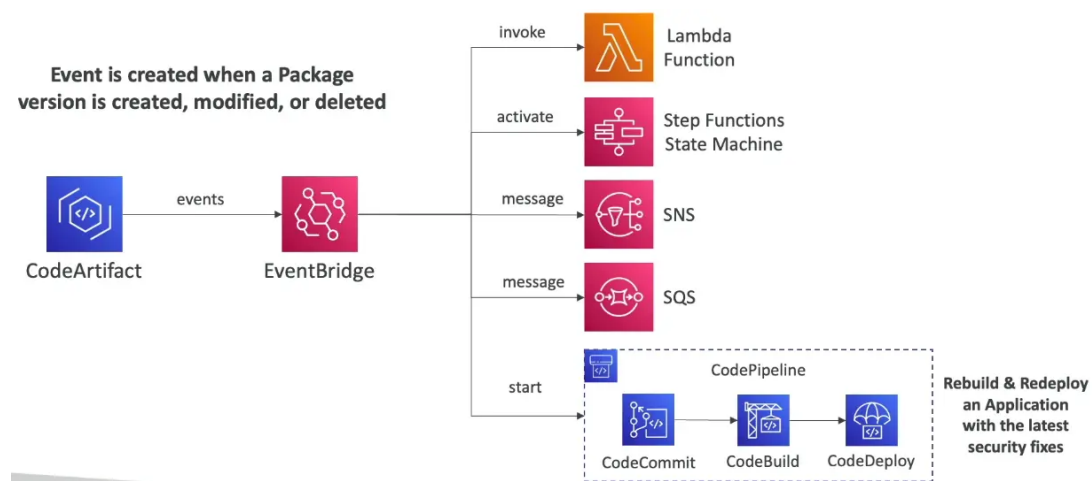 Event is created when a Package
version is created, modified, or deleted
CodeArtifact
events
EventBridge
invoke
Lambda
Function
activate
Step Functions
State Machine
message
SNS
message
SQS
start
CodePipeline
CodeCommit
CodeBuild
CodeDeploy
Rebuild & Redeploy
an Application
with the latest
security fixes